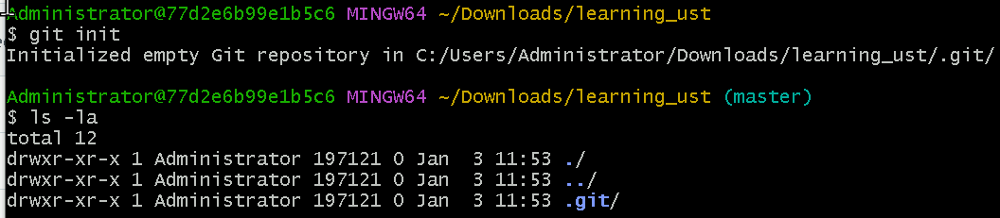 Administrator@77d2e6b99e1b5c6 MINGW64 ~/Downloads/learning_ust
$ git init
Initialized empty Git repository in C:/Users/Administrator/Downloads/learning_ust/.git/
Administrator@77d2e6b99e1b5c6 MINGW64 ~/Downloads/learning_ust (master)
$ ls -la
total 12
drwxr-xr-x 1 Administrator 197121 0 Jan  3 11:53 ./
drwxr-xr-x 1 Administrator 197121 0 Jan  3 11:53 ../
drwxr-xr-x 1 Administrator 197121 0 Jan  3 11:53 .git/